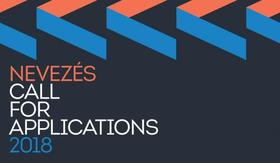 NEVEZÉS
CALL
FOR
APPLICATIONS
2018